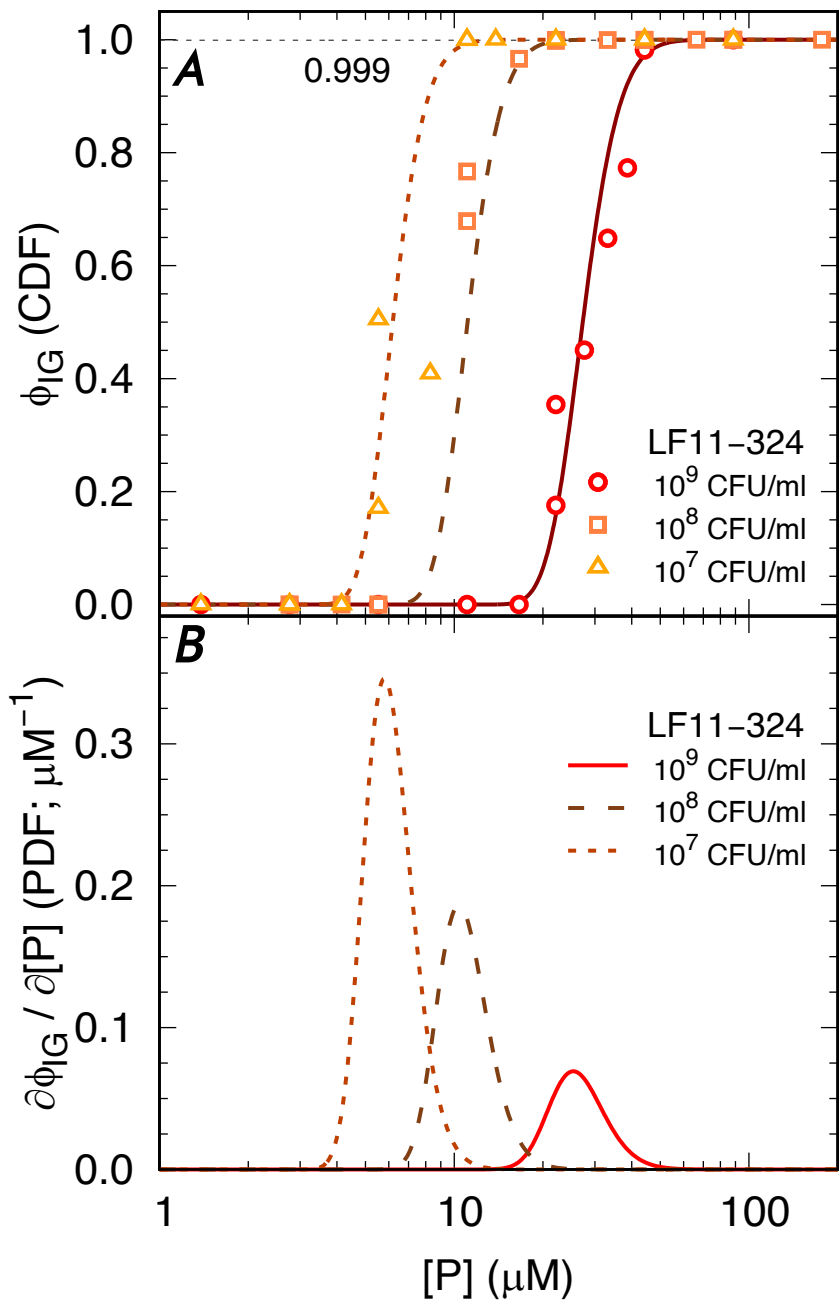 A
0.999
1.0
0.8
0.6
0.4
0.2
0.0
ϕIG (CDF)
LF11−324
10⁹ CFU/ml
10⁸ CFU/ml
10⁷ CFU/ml
B
0.3
0.2
0.1
0.0
∂ϕIG / ∂[P] (PDF; μM⁻¹)
LF11−324
10⁹ CFU/ml
10⁸ CFU/ml
10⁷ CFU/ml
1 10 100
[P] (μM)